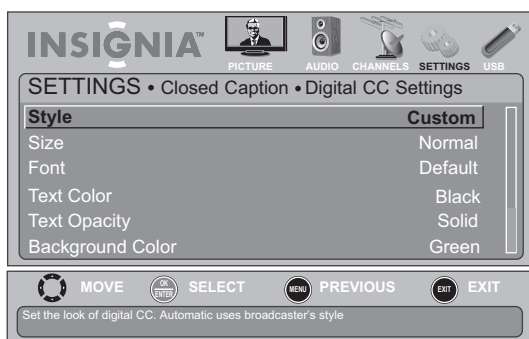 INSIGNIA™
PICTURE AUDIO CHANNELS SETTINGS USB
SETTINGS • Closed Caption • Digital CC Settings
Style Custom
Size Normal
Font Default
Text Color Black
Text Opacity Solid
Background Color Green
MOVE OK ENTER SELECT MENU PREVIOUS EXIT EXIT
Set the look of digital CC. Automatic uses broadcaster's style